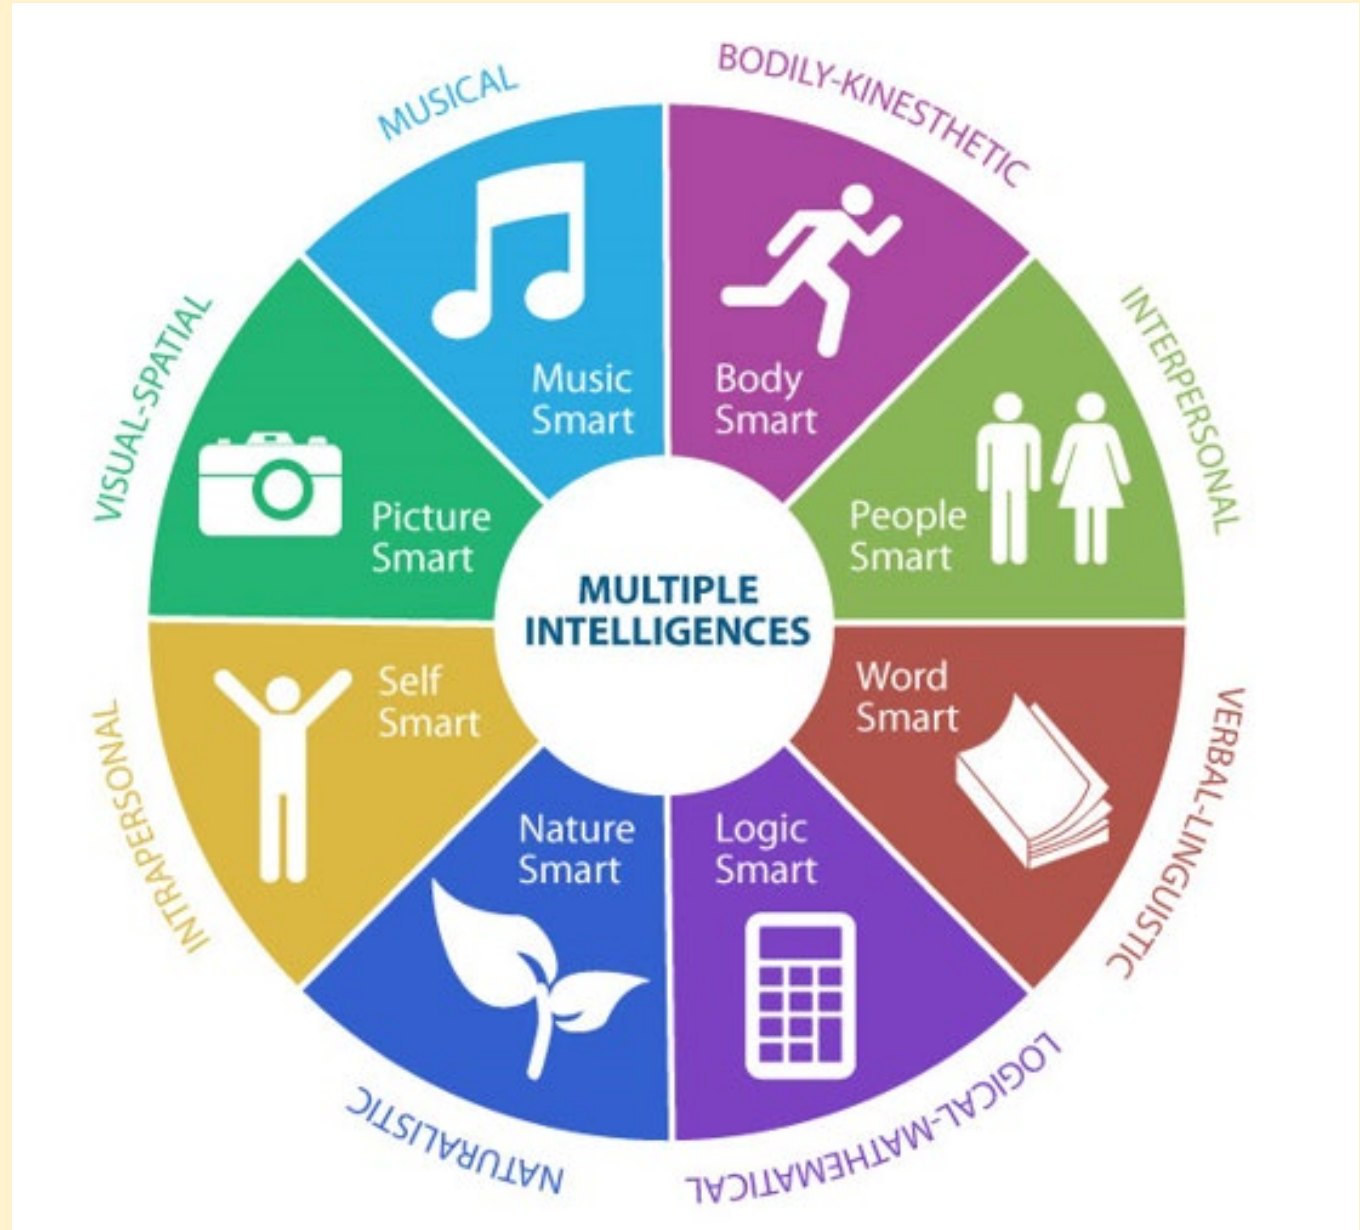 MUSICAL
BODILY-KINESTHETIC
INTERPERSONAL
VERBAL-LINGUISTIC
LOGICAL-MATHEMATICAL
NATURALISTIC
INTRAPERSONAL
VISUAL-SPATIAL
Music
Smart
Body
Smart
People
Smart
Word
Smart
Logic
Smart
Nature
Smart
Self
Smart
Picture
Smart
MULTIPLE
INTELLIGENCES